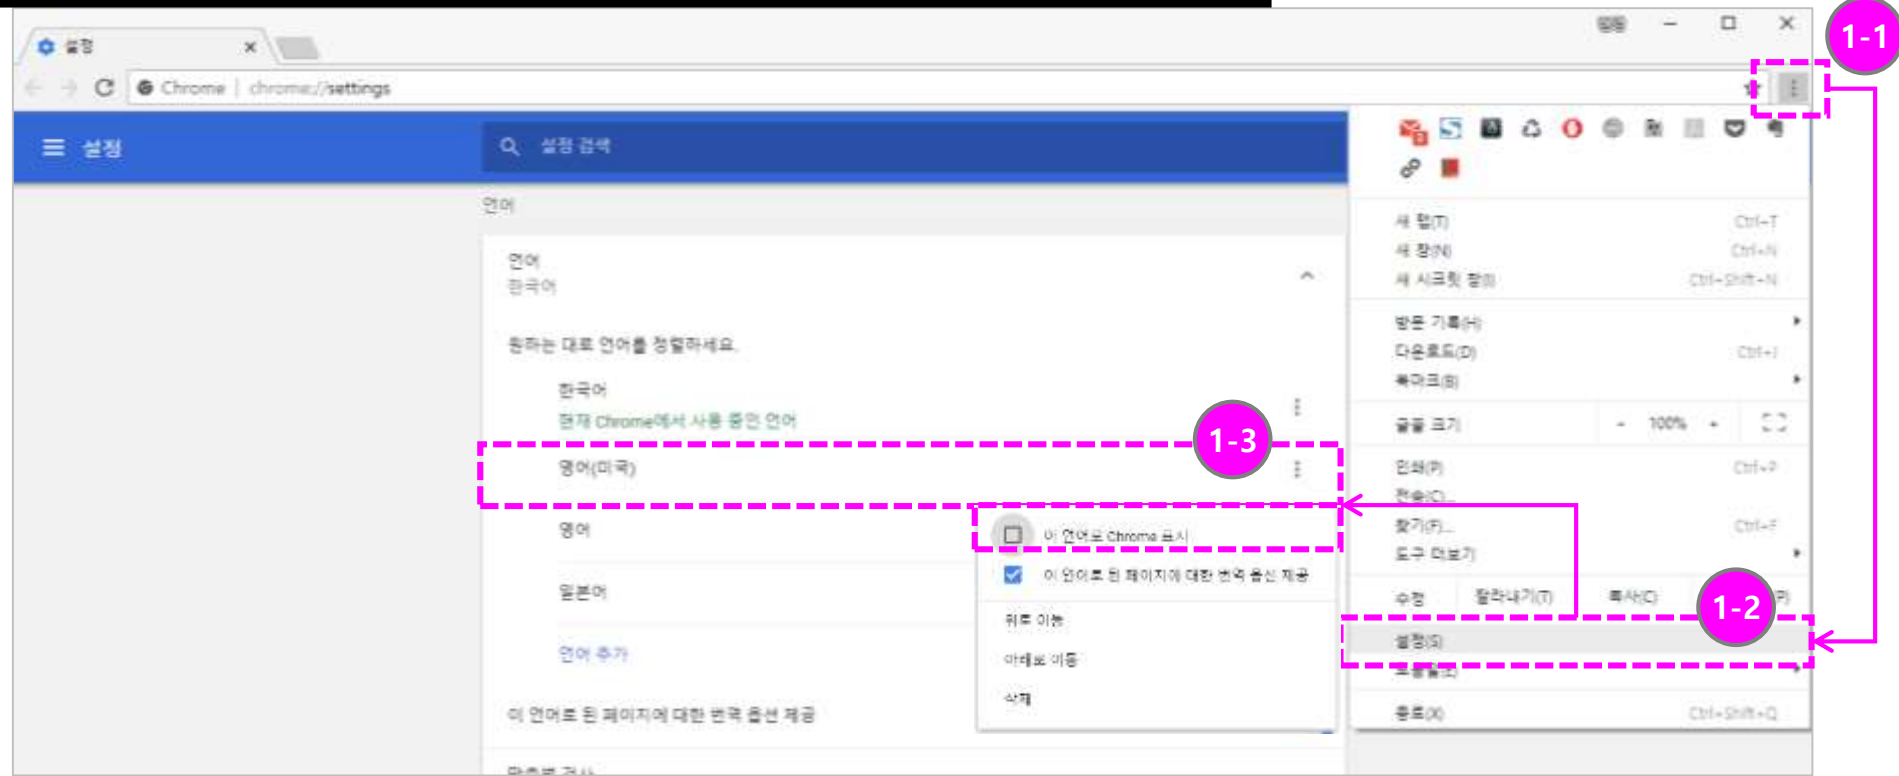 설정
1-1
Chrome | chrome://settings
설정
설정 검색
언어
언어
한국어
원하는 대로 언어를 정렬하세요.
한국어
현재 Chrome에서 사용 중인 언어
1-3
영어(미국)
영어
일본어
언어 추가
이 언어로 된 페이지에 대한 번역 옵션 제공
맞춤법 검사
이 언어로 Chrome 표시
이 언어로 된 페이지에 대한 번역 옵션 제공
위로 이동
아래로 이동
삭제
새 탭(T) Ctrl+T
새 창(N) Ctrl+N
새 시크릿 창(I) Ctrl+Shift+N
방문 기록(H)
다운로드(D) Ctrl+J
북마크(B)
글꼴 크기 - 100% +
인쇄(P) Ctrl+P
전송(C)...
찾기(F)... Ctrl+F
도구 더보기
수정 잘라내기(T) 복사(C) P)
1-2
설정(S)
도움말(E)
종료(X) Ctrl+Shift+Q